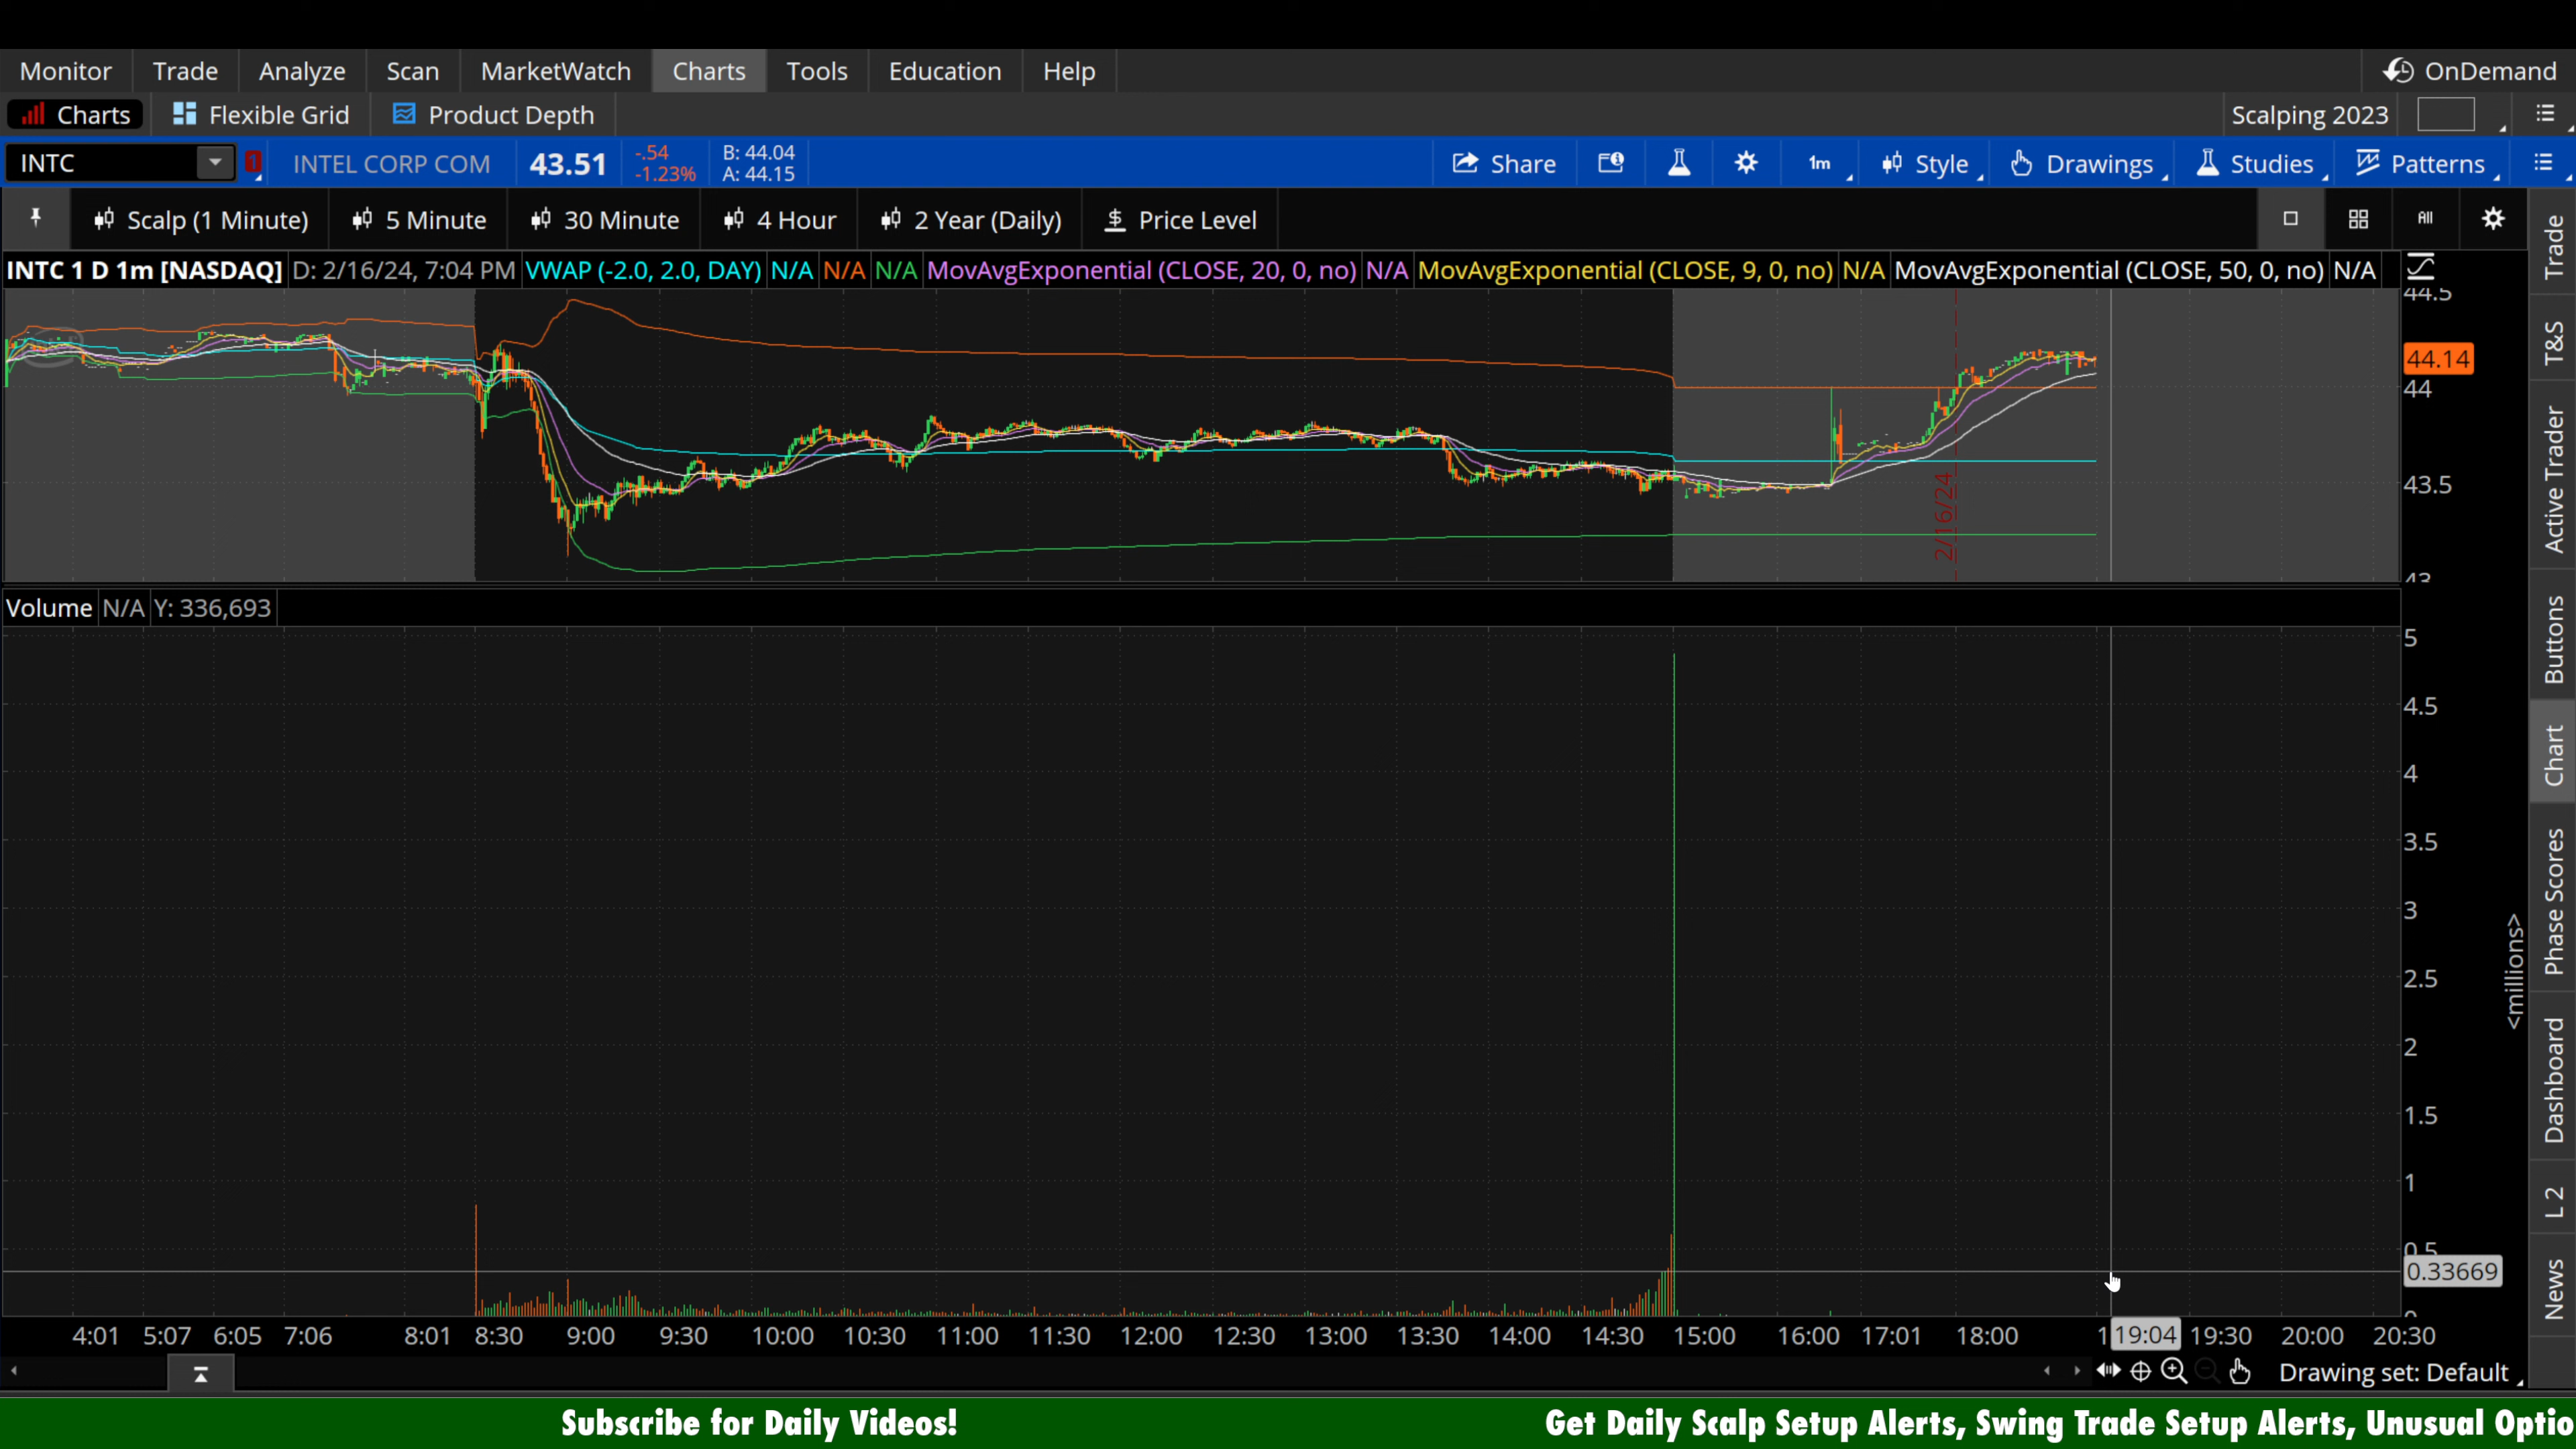 Monitor Trade Analyze Scan MarketWatch Charts Tools Education Help OnDemand
Charts Flexible Grid Product Depth Scalping 2023
INTC 1 INTEL CORP COM 43.51 -.54 -1.23% B: 44.04 A: 44.15 Share 1m Style Drawings Studies Patterns
Scalp (1 Minute) 5 Minute 30 Minute 4 Hour 2 Year (Daily) $ Price Level All
INTC 1 D 1m [NASDAQ] D: 2/16/24, 7:04 PM VWAP (-2.0, 2.0, DAY) N/A N/A N/A MovAvgExponential (CLOSE, 20, 0, no) N/A MovAvgExponential (CLOSE, 9, 0, no) N/A MovAvgExponential (CLOSE, 50, 0, no) N/A
44.5
44.14
44
43.5
43
2/16/24
Volume N/A Y: 336,693
5
4.5
4
3.5
3
2.5
2
1.5
1
0.5
0.33669
0
<millions>
4:01 5:07 6:05 7:06 8:01 8:30 9:00 9:30 10:00 10:30 11:00 11:30 12:00 12:30 13:00 13:30 14:00 14:30 15:00 16:00 17:01 18:00 19:04 19:30 20:00 20:30
Drawing set: Default
Trade
T&S
Active Trader
Buttons
Chart
Phase Scores
Dashboard
L 2
News
Subscribe for Daily Videos! Get Daily Scalp Setup Alerts, Swing Trade Setup Alerts, Unusual Optio